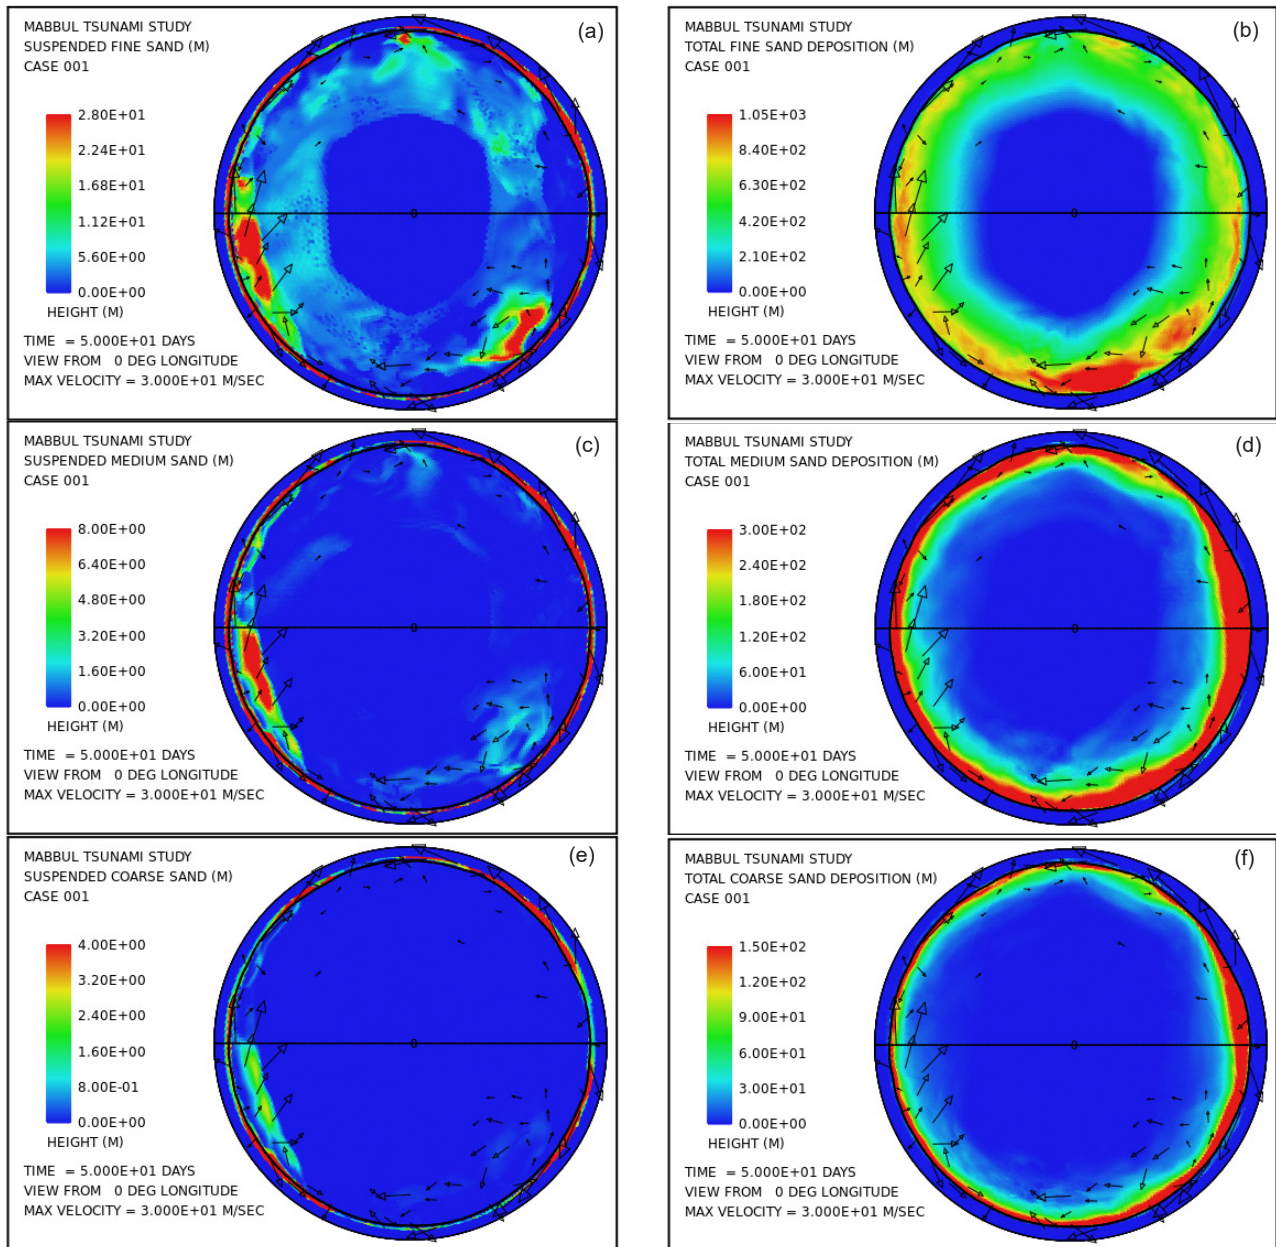 MABBUL TSUNAMI STUDY
SUSPENDED FINE SAND (M)
CASE 001
(a)
2.80E+01
2.24E+01
1.68E+01
1.12E+01
5.60E+00
0.00E+00
HEIGHT (M)
0
TIME = 5.000E+01 DAYS
VIEW FROM 0 DEG LONGITUDE
MAX VELOCITY = 3.000E+01 M/SEC
MABBUL TSUNAMI STUDY
TOTAL FINE SAND DEPOSITION (M)
CASE 001
(b)
1.05E+03
8.40E+02
6.30E+02
4.20E+02
2.10E+02
0.00E+00
HEIGHT (M)
0
TIME = 5.000E+01 DAYS
VIEW FROM 0 DEG LONGITUDE
MAX VELOCITY = 3.000E+01 M/SEC
MABBUL TSUNAMI STUDY
SUSPENDED MEDIUM SAND (M)
CASE 001
(c)
8.00E+00
6.40E+00
4.80E+00
3.20E+00
1.60E+00
0.00E+00
HEIGHT (M)
0
TIME = 5.000E+01 DAYS
VIEW FROM 0 DEG LONGITUDE
MAX VELOCITY = 3.000E+01 M/SEC
MABBUL TSUNAMI STUDY
TOTAL MEDIUM SAND DEPOSITION (M)
CASE 001
(d)
3.00E+02
2.40E+02
1.80E+02
1.20E+02
6.00E+01
0.00E+00
HEIGHT (M)
0
TIME = 5.000E+01 DAYS
VIEW FROM 0 DEG LONGITUDE
MAX VELOCITY = 3.000E+01 M/SEC
MABBUL TSUNAMI STUDY
SUSPENDED COARSE SAND (M)
CASE 001
(e)
4.00E+00
3.20E+00
2.40E+00
1.60E+00
8.00E-01
0.00E+00
HEIGHT (M)
0
TIME = 5.000E+01 DAYS
VIEW FROM 0 DEG LONGITUDE
MAX VELOCITY = 3.000E+01 M/SEC
MABBUL TSUNAMI STUDY
TOTAL COARSE SAND DEPOSITION (M)
CASE 001
(f)
1.50E+02
1.20E+02
9.00E+01
6.00E+01
3.00E+01
0.00E+00
HEIGHT (M)
0
TIME = 5.000E+01 DAYS
VIEW FROM 0 DEG LONGITUDE
MAX VELOCITY = 3.000E+01 M/SEC